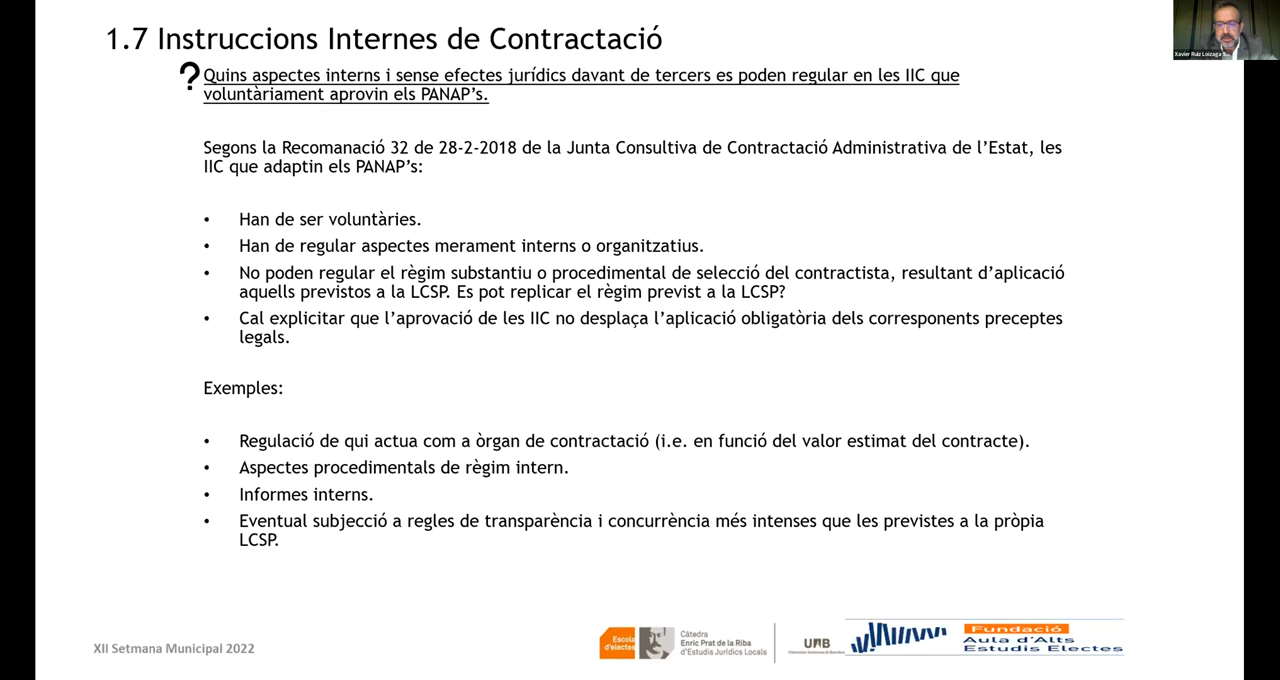 1.7 Instruccions Internes de Contractació
Xavier Ruiz Loizaga
? Quins aspectes interns i sense efectes jurídics davant de tercers es poden regular en les IIC que
voluntàriament aprovin els PANAP’s.
Segons la Recomanació 32 de 28-2-2018 de la Junta Consultiva de Contractació Administrativa de l’Estat, les
IIC que adaptin els PANAP’s:
• Han de ser voluntàries.
• Han de regular aspectes merament interns o organitzatius.
• No poden regular el règim substantiu o procedimental de selecció del contractista, resultant d’aplicació
aquells previstos a la LCSP. Es pot replicar el règim previst a la LCSP?
• Cal explicitar que l’aprovació de les IIC no desplaça l’aplicació obligatòria dels corresponents preceptes
legals.
Exemples:
• Regulació de qui actua com a òrgan de contractació (i.e. en funció del valor estimat del contracte).
• Aspectes procedimentals de règim intern.
• Informes interns.
• Eventual subjecció a regles de transparència i concurrència més intenses que les previstes a la pròpia
LCSP.
XII Setmana Municipal 2022
Escola
d'electes
Càtedra
Enric Prat de la Riba
d'Estudis Jurídics Locals
UAB
Universitat Autònoma de Barcelona
Fundació
Aula d'Alts
Estudis Electes